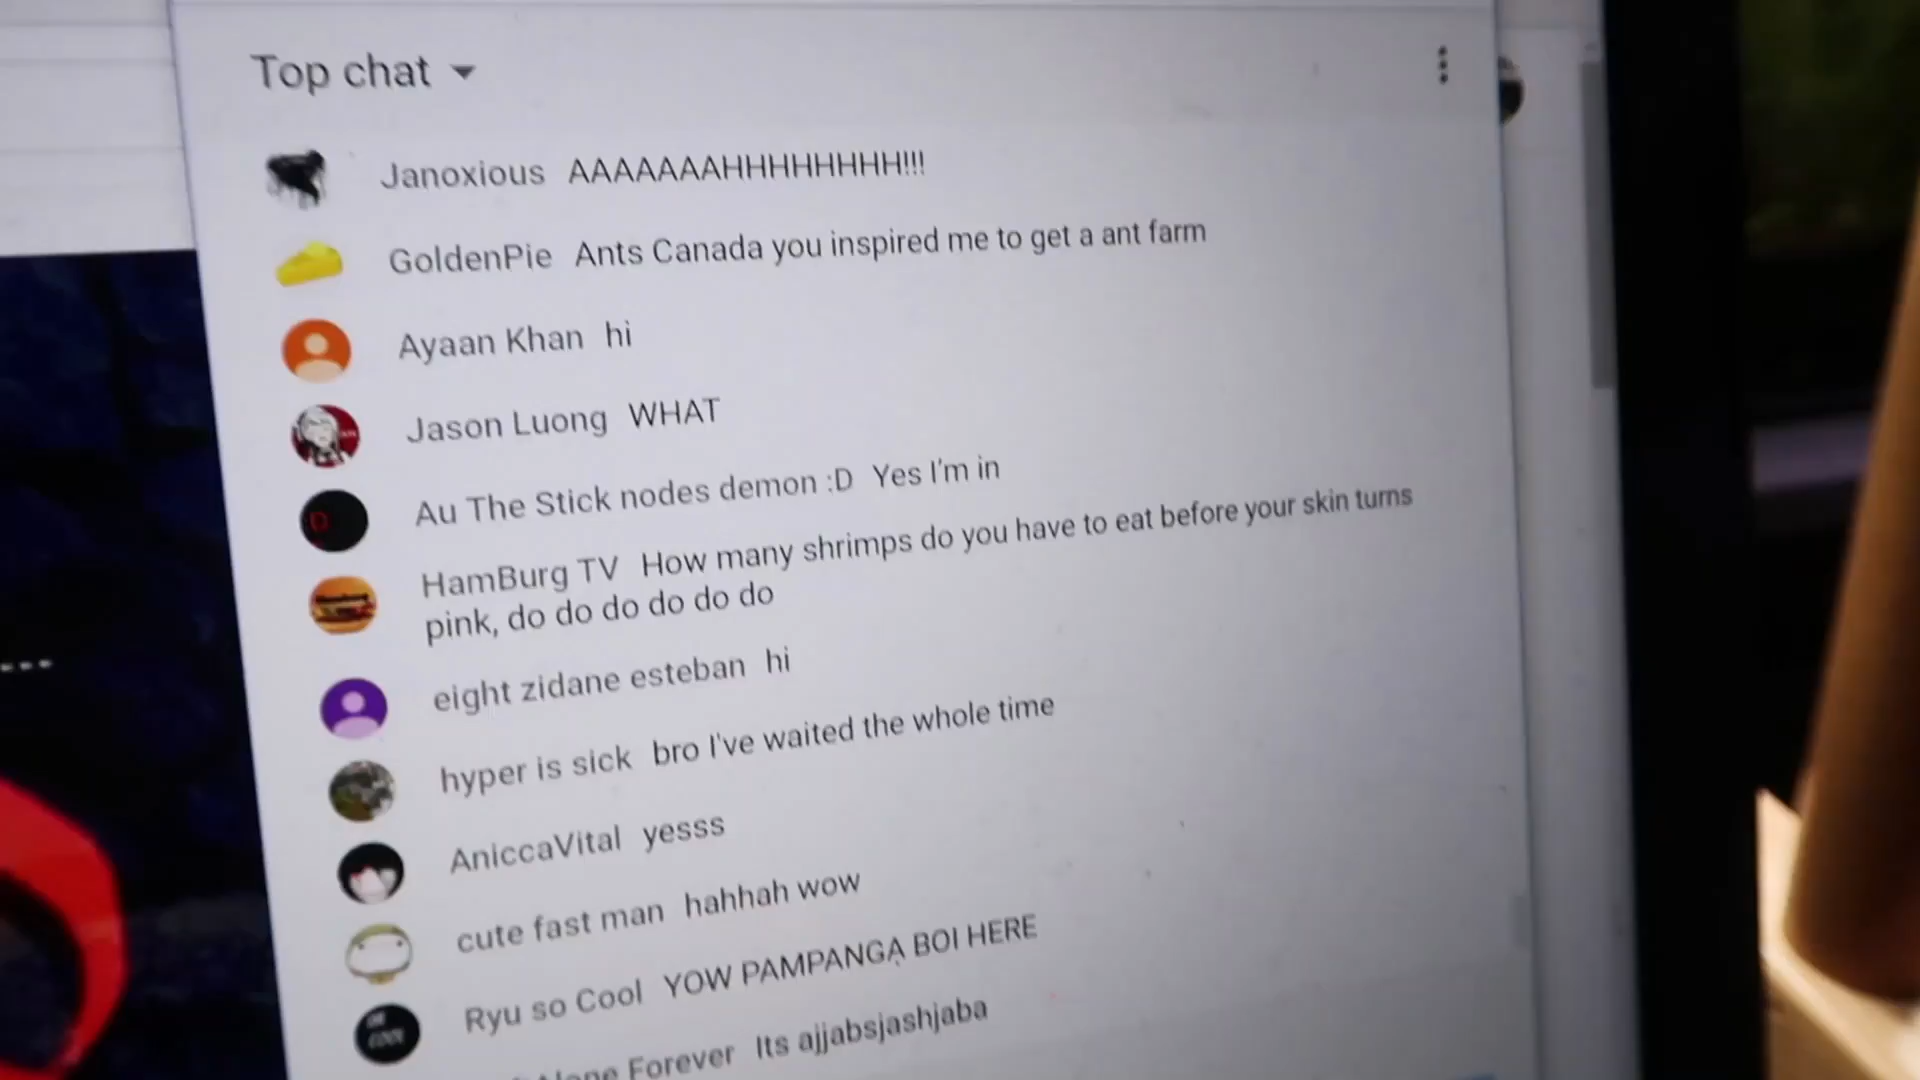 Top chat
Janoxious AAAAAAAHHHHHHHH!!!
GoldenPie Ants Canada you inspired me to get a ant farm
Ayaan Khan hi
Jason Luong WHAT
Au The Stick nodes demon :D Yes I'm in
HamBurg TV How many shrimps do you have to eat before your skin turns
pink, do do do do do do
eight zidane esteban hi
hyper is sick bro I've waited the whole time
AniccaVital yesss
cute fast man hahhah wow
Ryu so Cool YOW PAMPANGA BOI HERE
Forever Its ajjabsjashjaba